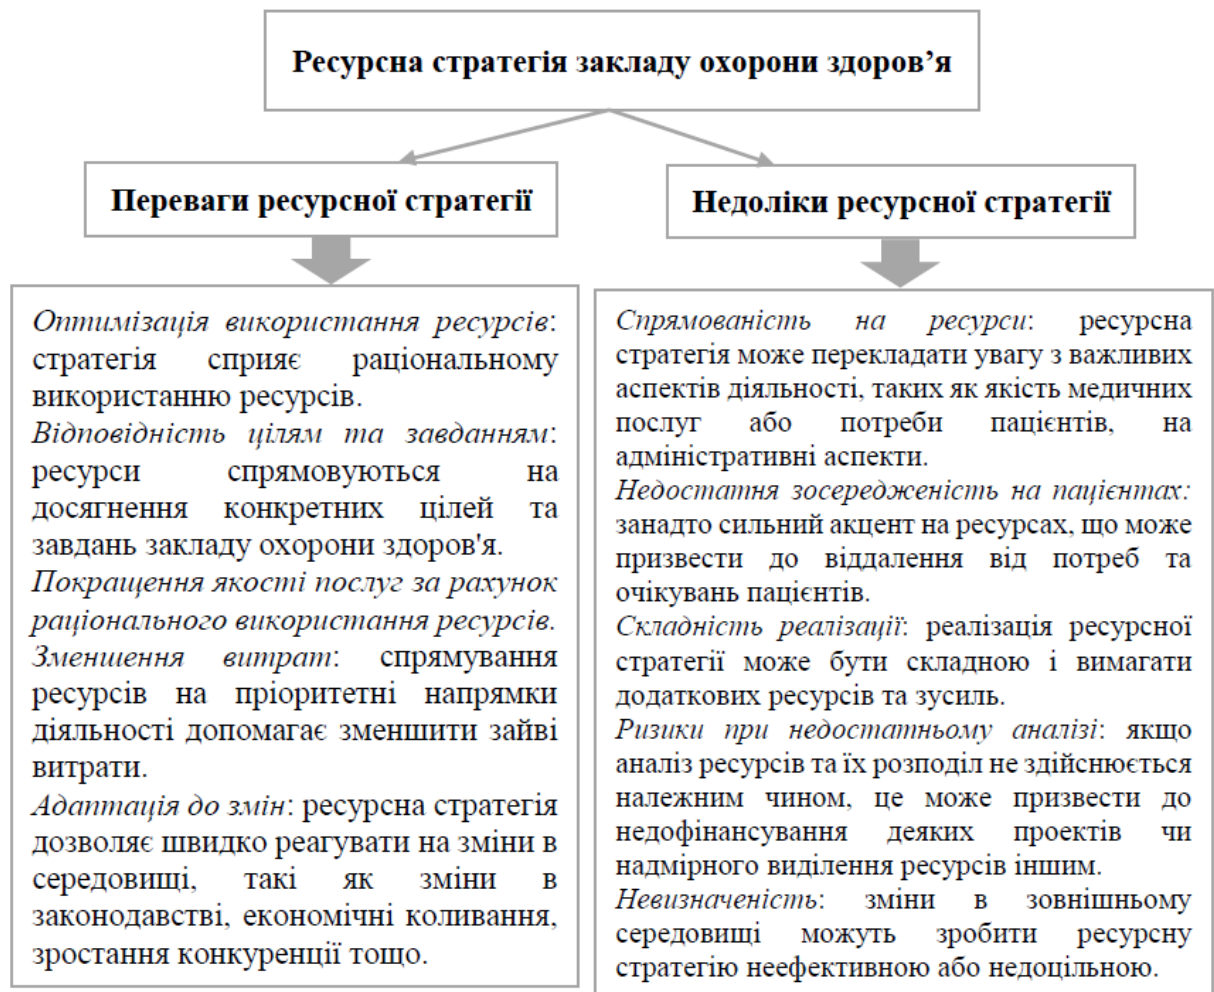 Ресурсна стратегія закладу охорони здоров’я
Переваги ресурсної стратегії
Недоліки ресурсної стратегії
Оптимізація використання ресурсів:
стратегія сприяє раціональному
використанню ресурсів.
Відповідність цілям та завданням:
ресурси спрямовуються на
досягнення конкретних цілей та
завдань закладу охорони здоров'я.
Покращення якості послуг за рахунок
раціонального використання ресурсів.
Зменшення витрат: спрямування
ресурсів на пріоритетні напрямки
діяльності допомагає зменшити зайві
витрати.
Адаптація до змін: ресурсна стратегія
дозволяє швидко реагувати на зміни в
середовищі, такі як зміни в
законодавстві, економічні коливання,
зростання конкуренції тощо.
Спрямованість на ресурси: ресурсна
стратегія може перекладати увагу з важливих
аспектів діяльності, таких як якість медичних
послуг або потреби пацієнтів, на
адміністративні аспекти.
Недостатня зосередженість на пацієнтах:
занадто сильний акцент на ресурсах, що може
призвести до віддалення від потреб та
очікувань пацієнтів.
Складність реалізації: реалізація ресурсної
стратегії може бути складною і вимагати
додаткових ресурсів та зусиль.
Ризики при недостатньому аналізі: якщо
аналіз ресурсів та їх розподіл не здійснюється
належним чином, це може призвести до
недофінансування деяких проектів чи
надмірного виділення ресурсів іншим.
Невизначеність: зміни в зовнішньому
середовищі можуть зробити ресурсну
стратегію неефективною або недоцільною.